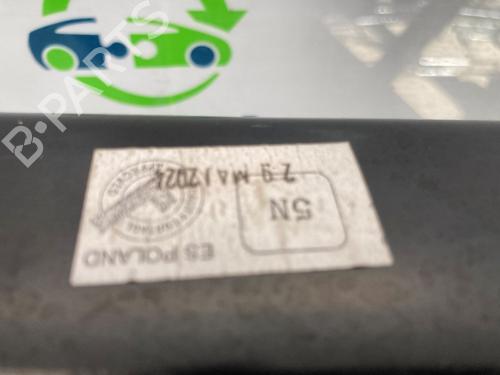 B-PARTS
29 MAJ 2024
5N
ES POLAND